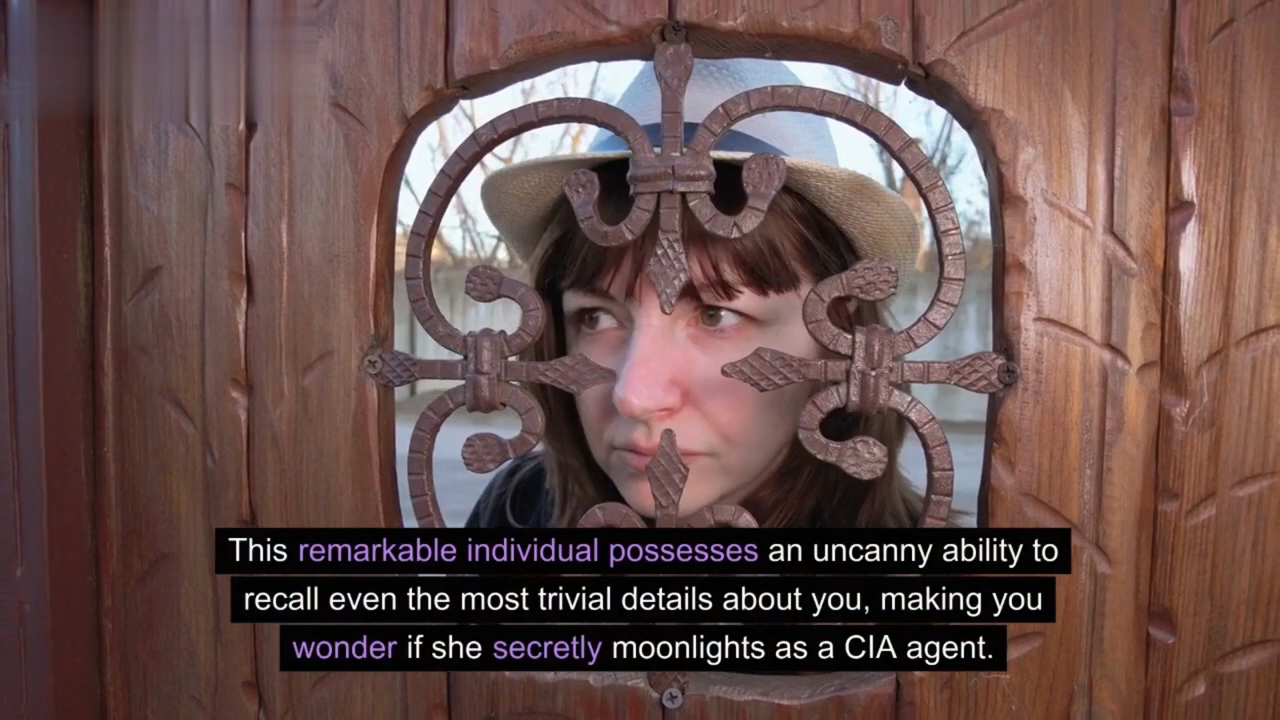 This remarkable individual possesses an uncanny ability to
recall even the most trivial details about you, making you
wonder if she secretly moonlights as a CIA agent.